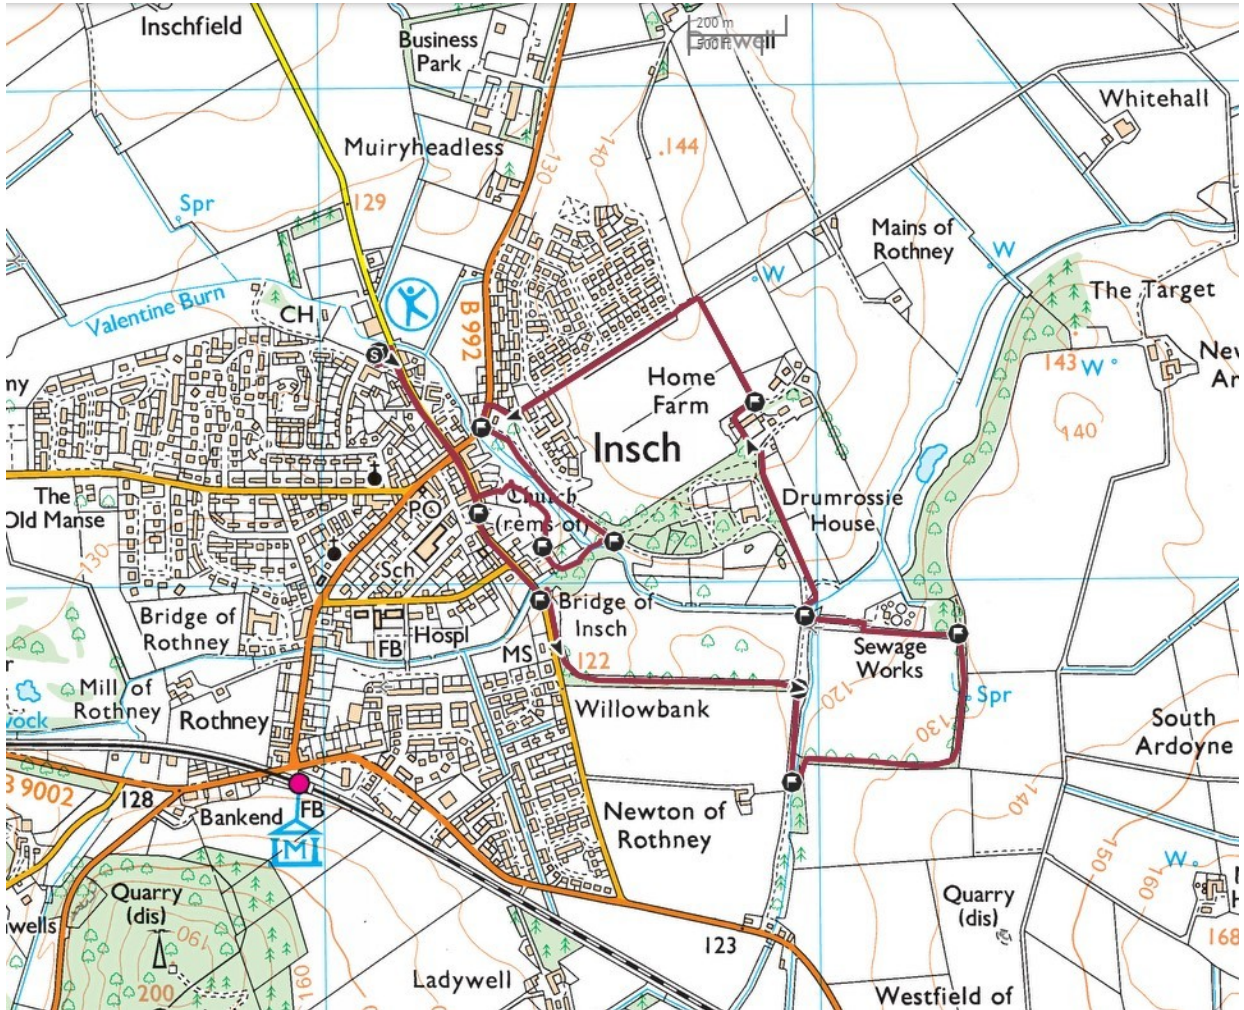 Inschfield
Business
Park
200 m
500 ft
Whitehall
Muiryheadless
130
140
.144
Spr
129
Mains of
Rothney
W
W
The Target
Valentine Burn
CH
B 992
S
143
W
Home
Farm
140
Insch
The
Old Manse
PO
Church
(rems of)
Drumrossie
House
130
Sch
Bridge of
Rothney
Hospl
FB
Bridge of
Insch
MS
122
Sewage
Works
120
Spr
Mill of
Rothney
Rothney
Willowbank
130
South
Ardoyne
B 9002
128
Bankend
FB
M
Newton of
Rothney
140
150
160
W
Quarry
(dis)
Quarry
(dis)
190
123
168
200
160
Ladywell
Westfield of